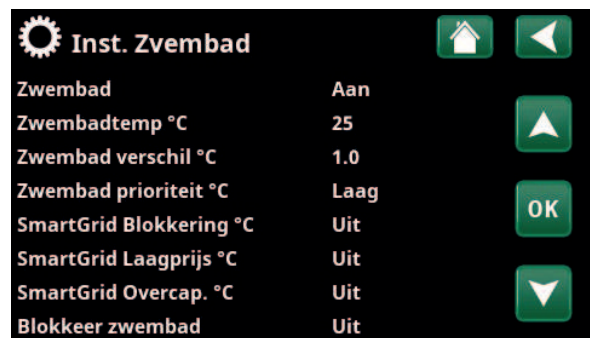 Inst. Zvembad
Zwembad Aan
Zwembadtemp °C 25
Zwembad verschil °C 1.0
Zwembad prioriteit °C Laag
SmartGrid Blokkering °C Uit
SmartGrid Laagprijs °C Uit
SmartGrid Overcap. °C Uit
Blokkeer zwembad Uit
OK